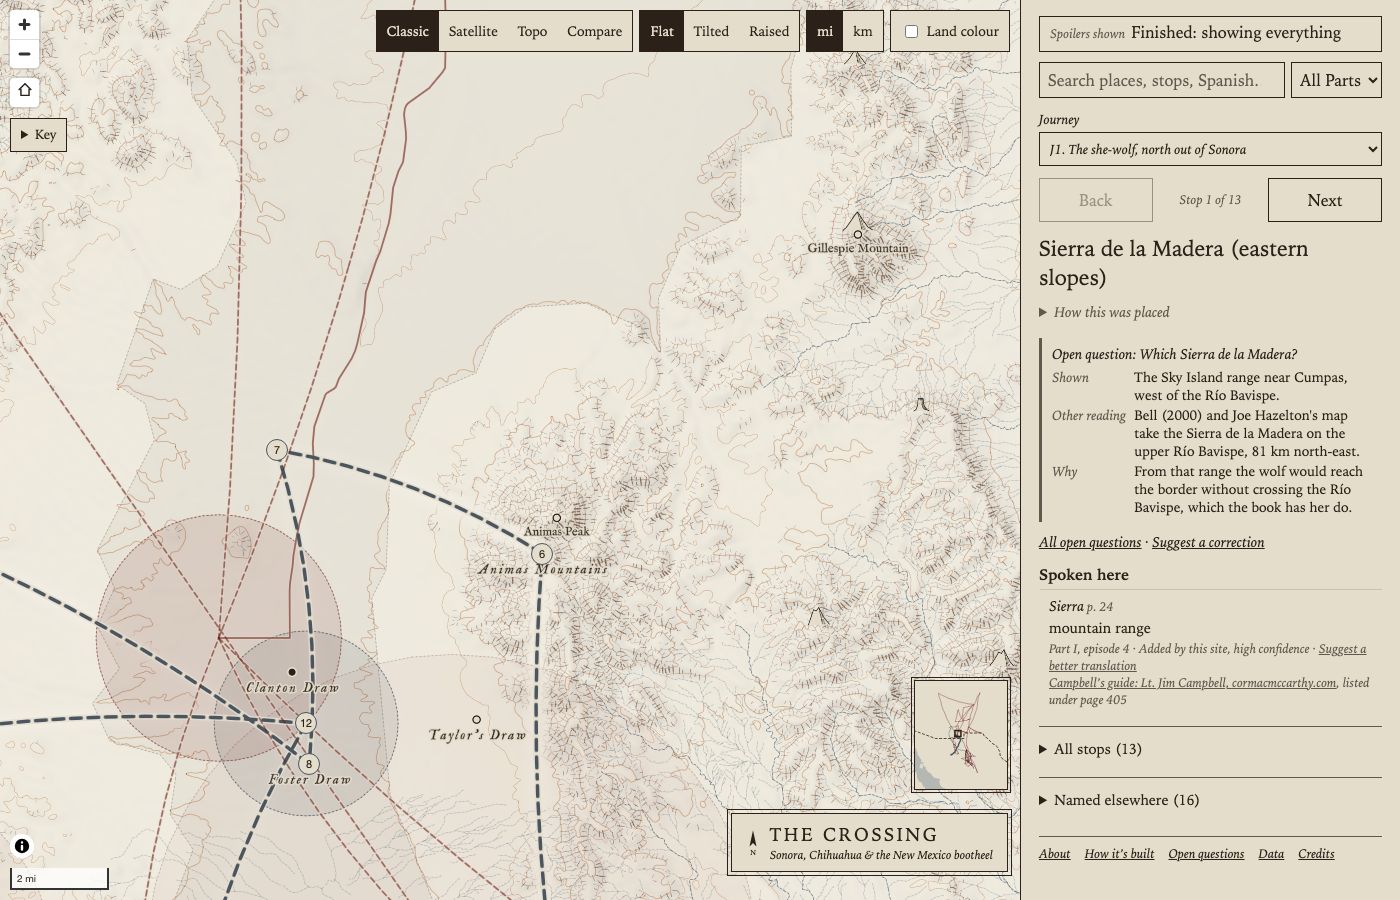 Classic Satellite Topo Compare Flat Tilted Raised mi km Land colour
+
−
Key
Gillespie Mountain
7
Animas Peak
6
Animas Mountains
Clanton Draw
12
Taylor's Draw
8
Foster Draw
N
THE CROSSING
Sonora, Chihuahua & the New Mexico bootheel
2 mi
Spoilers shown Finished: showing everything
Search places, stops, Spanish. All Parts
Journey
J1. The she-wolf, north out of Sonora
Back Stop 1 of 13 Next
Sierra de la Madera (eastern
slopes)
How this was placed
Open question: Which Sierra de la Madera?
Shown The Sky Island range near Cumpas,
west of the Río Bavispe.
Other reading Bell (2000) and Joe Hazelton's map
take the Sierra de la Madera on the
upper Río Bavispe, 81 km north-east.
Why From that range the wolf would reach
the border without crossing the Río
Bavispe, which the book has her do.
All open questions · Suggest a correction
Spoken here
Sierra p. 24
mountain range
Part I, episode 4 · Added by this site, high confidence · Suggest a
better translation
Campbell's guide: Lt. Jim Campbell, cormacmccarthy.com, listed
under page 405
All stops (13)
Named elsewhere (16)
About How it's built Open questions Data Credits